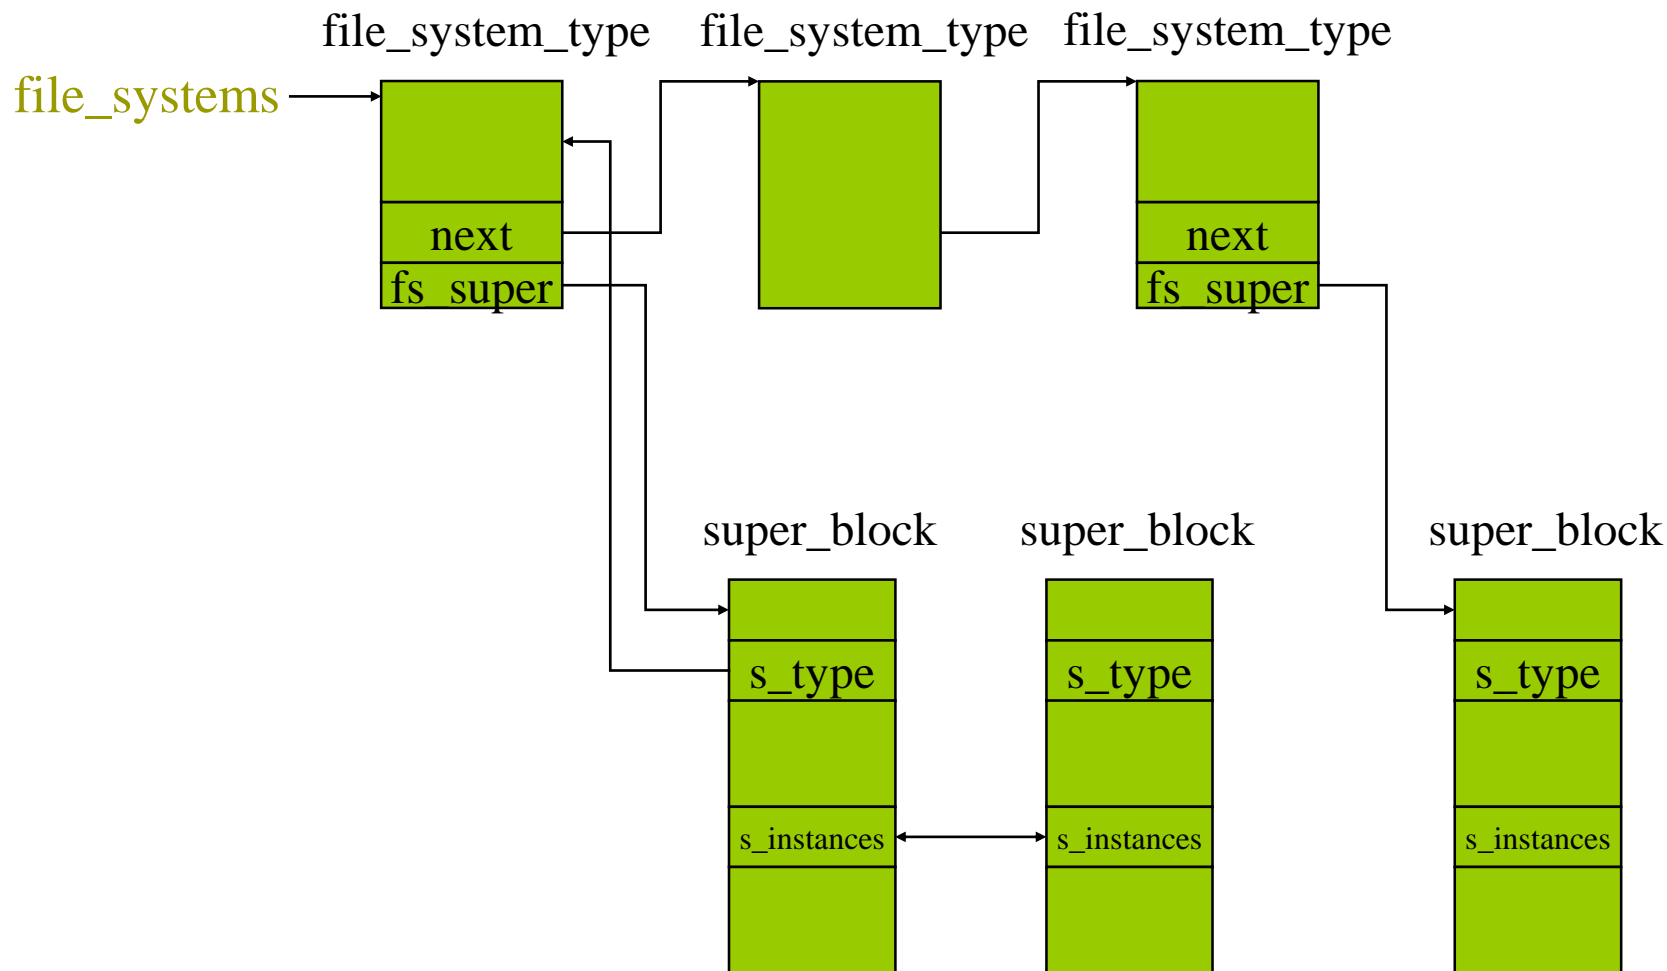 file_system_type file_system_type file_system_type
file_systems
next next
fs_super fs_super
super_block super_block super_block
s_type s_type s_type
s_instances s_instances s_instances